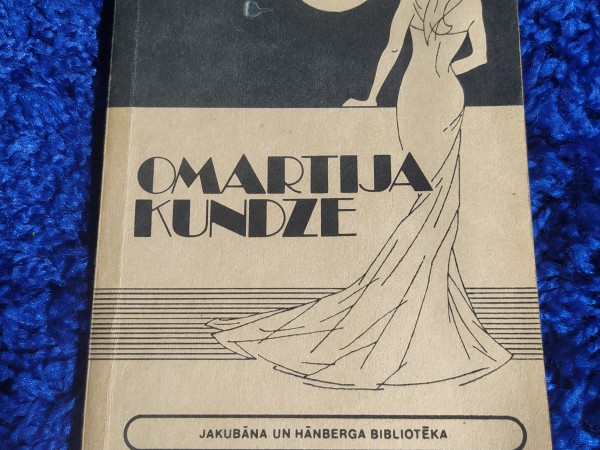 OMARTIJA
KUNDZE
JAKUBĀNA UN HĀNBERGA BIBLIOTĒKA